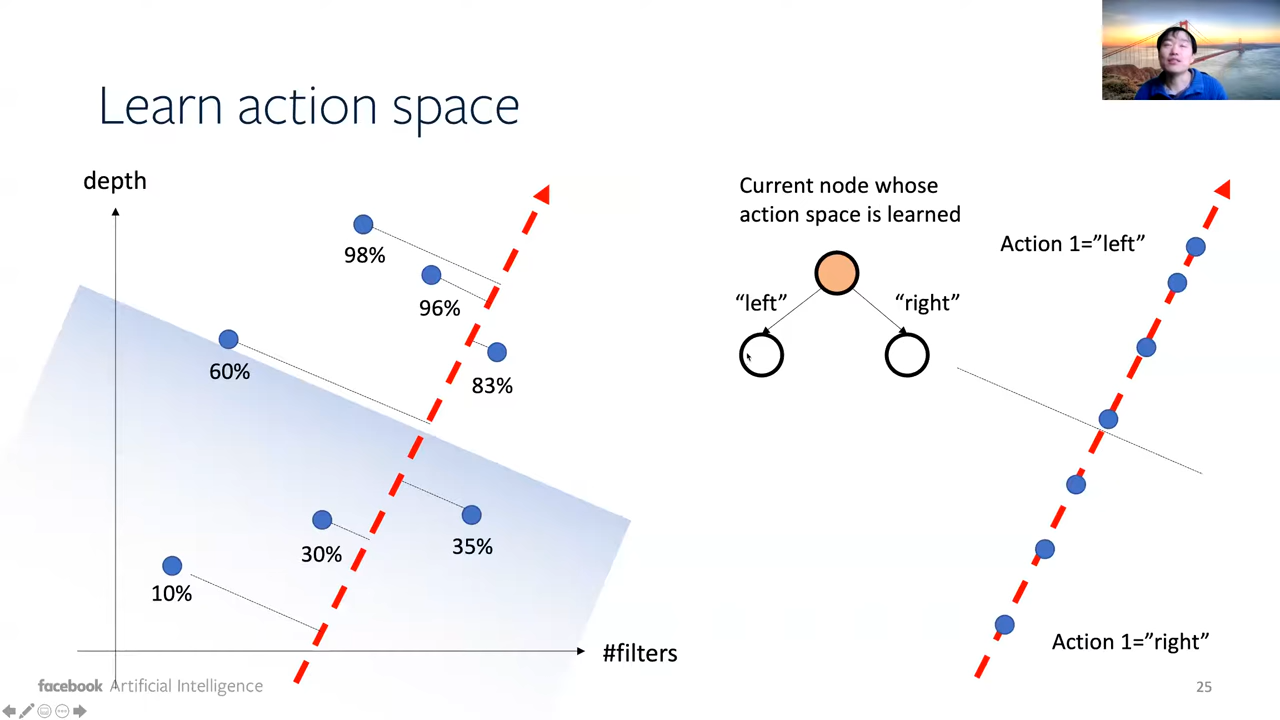 Learn action space
depth
98%
96%
60%
83%
30%
35%
10%
#filters
Current node whose
action space is learned
“left”
“right”
Action 1=”left”
Action 1=”right”
facebook Artificial Intelligence
25